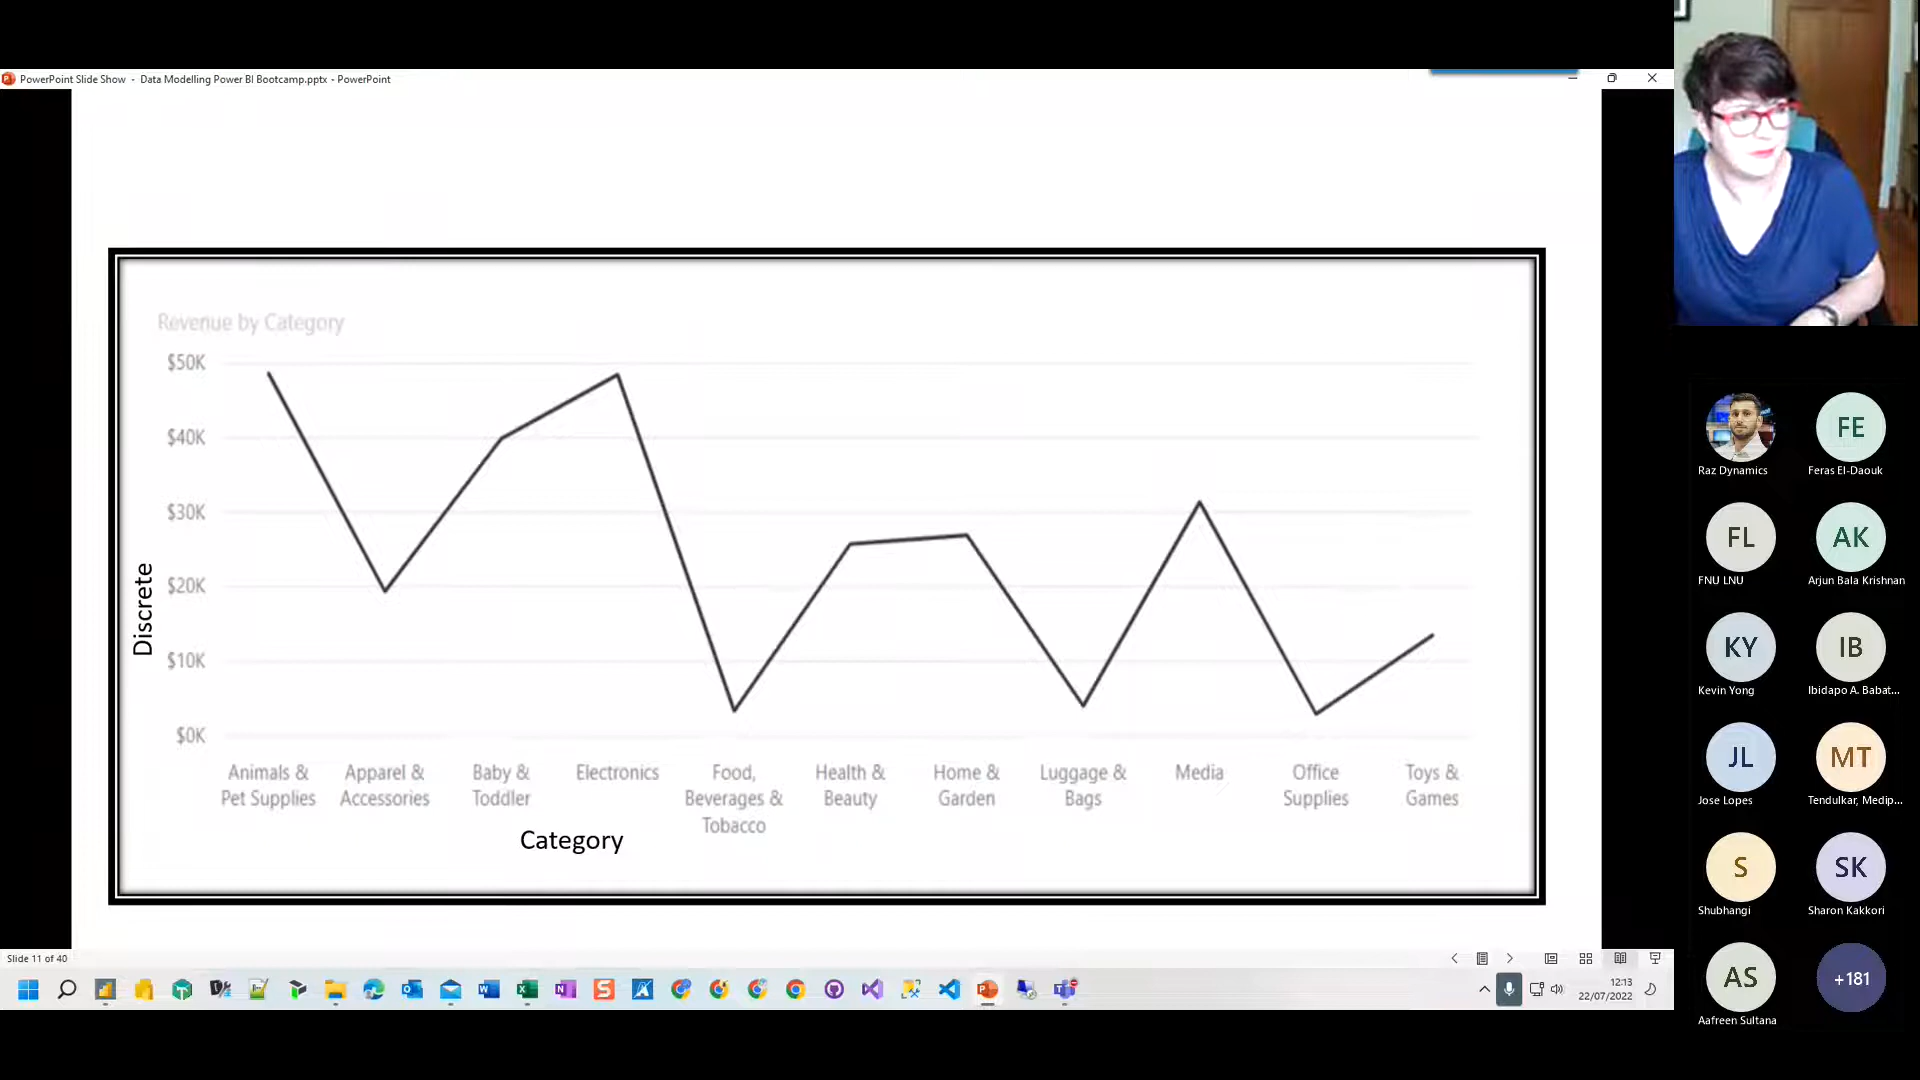 PowerPoint Slide Show - Data Modelling Power BI Bootcamp.pptx - PowerPoint
Revenue by Category
$50K
$40K
$30K
$20K
$10K
$0K
Discrete
Animals &
Pet Supplies
Apparel &
Accessories
Baby &
Toddler
Electronics
Food,
Beverages &
Tobacco
Health &
Beauty
Home &
Garden
Luggage &
Bags
Media
Office
Supplies
Toys &
Games
Category
Slide 11 of 40
12:13
22/07/2022
Raz Dynamics
FE
Feras El-Daouk
FL
FNU LNU
AK
Arjun Bala Krishnan
KY
Kevin Yong
IB
Ibidapo A. Babat...
JL
Jose Lopes
MT
Tendulkar, Medip...
S
Shubhangi
SK
Sharon Kakkori
AS
Aafreen Sultana
+181